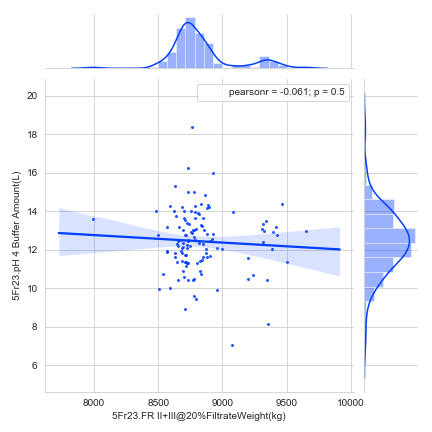 pearsonr = -0.061; p = 0.5
20
18
16
14
12
10
8
6
5Fr23.pH 4 Buffer Amount(L)
8000 8500 9000 9500 10000
5Fr23.FR II+III@20%FiltrateWeight(kg)